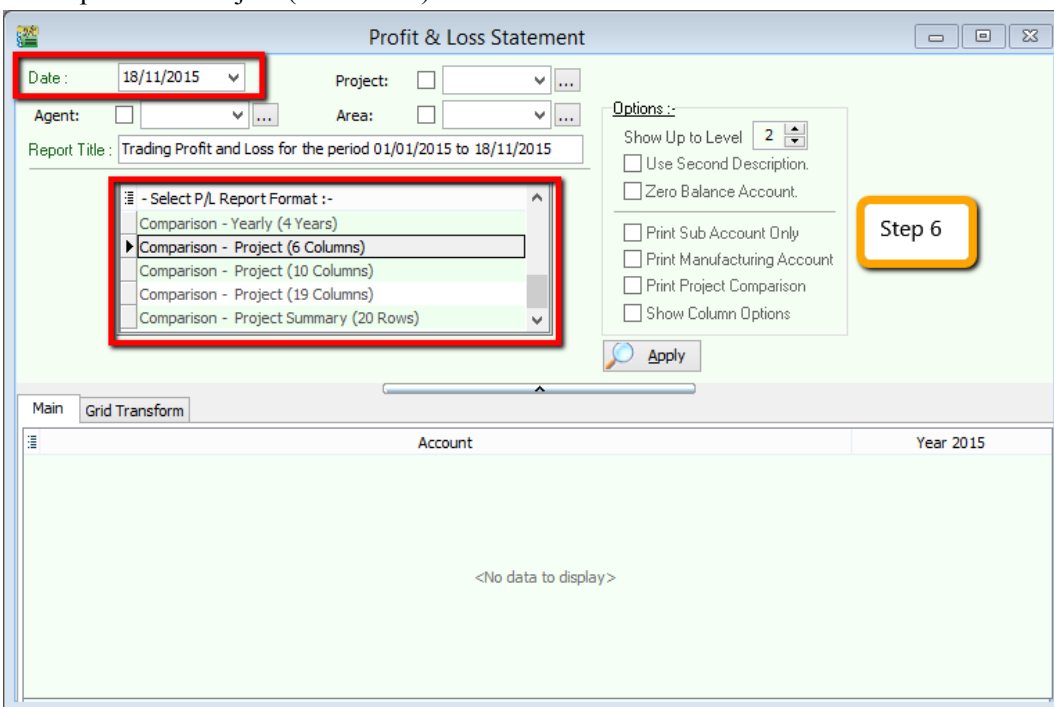 Profit & Loss Statement
Date : 18/11/2015 Project: ...
Agent: ... Area: ...
Report Title : Trading Profit and Loss for the period 01/01/2015 to 18/11/2015
- Select P/L Report Format :-
Comparison - Yearly (4 Years)
Comparison - Project (6 Columns)
Comparison - Project (10 Columns)
Comparison - Project (19 Columns)
Comparison - Project Summary (20 Rows)
Options :-
Show Up to Level 2
Use Second Description.
Zero Balance Account.
Print Sub Account Only
Print Manufacturing Account
Print Project Comparison
Show Column Options
Apply
Step 6
Main Grid Transform
Account Year 2015
<No data to display>